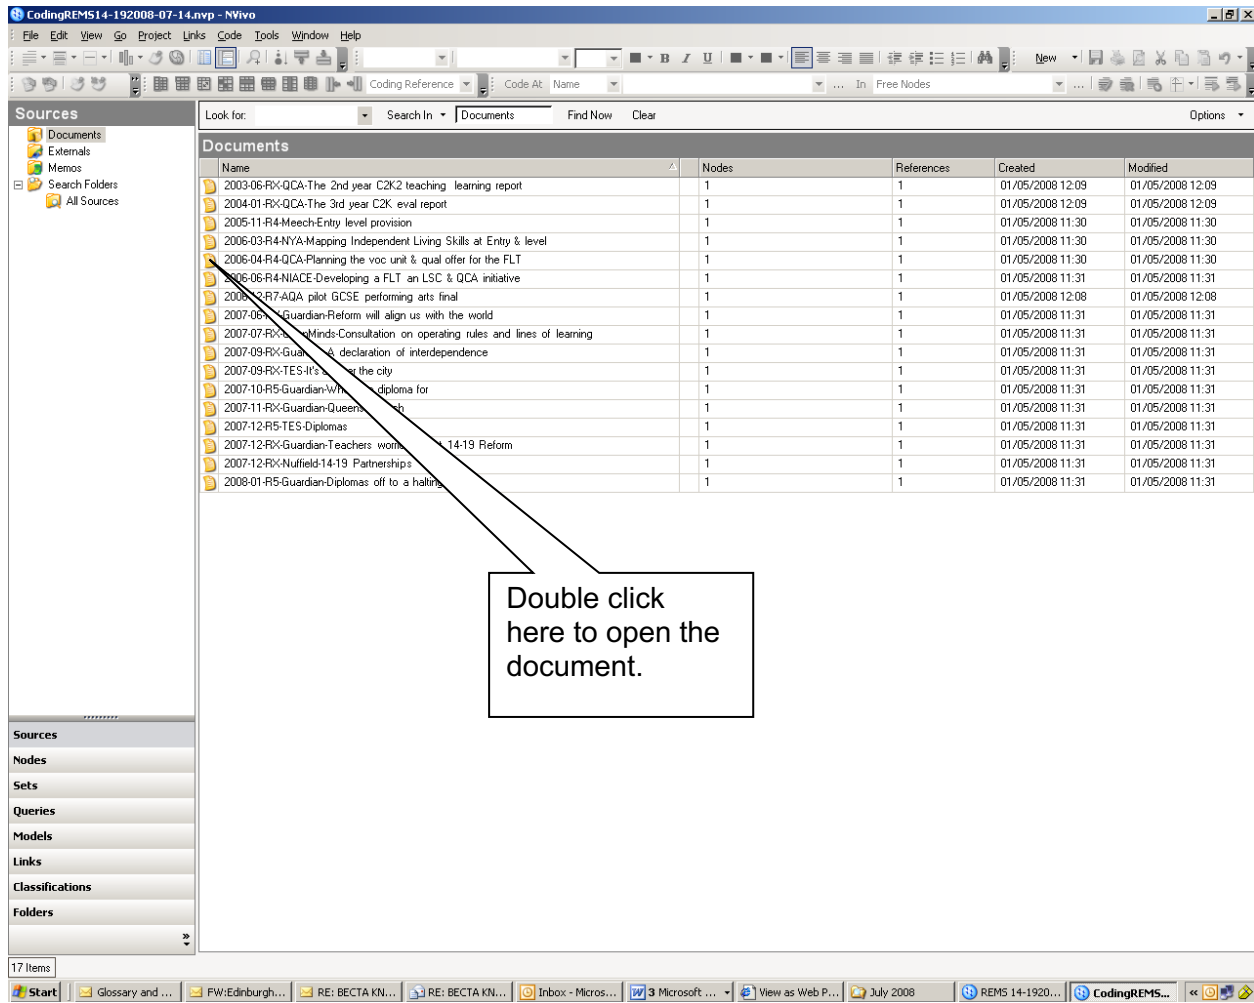 CodingREMS14-192008-07-14.nvp - NVivo
File Edit View Go Project Links Code Tools Window Help
B I U New
Coding Reference Code At Name ... In Free Nodes ...
Sources
Documents
Externals
Memos
Search Folders
All Sources
Look for: Search In Documents Find Now Clear Options
Documents
Name Nodes References Created Modified
2003-06-RX-QCA-The 2nd year C2K2 teaching learning report 1 1 01/05/2008 12:09 01/05/2008 12:09
2004-01-RX-QCA-The 3rd year C2K eval report 1 1 01/05/2008 12:09 01/05/2008 12:09
2005-11-R4-Meech-Entry level provision 1 1 01/05/2008 11:30 01/05/2008 11:30
2006-03-R4-NYA-Mapping Independent Living Skills at Entry & level 1 1 01/05/2008 11:30 01/05/2008 11:30
2006-04-R4-QCA-Planning the voc unit & qual offer for the FLT 1 1 01/05/2008 11:30 01/05/2008 11:30
2006-06-R4-NIACE-Developing a FLT an LSC & QCA initiative 1 1 01/05/2008 11:31 01/05/2008 11:31
2006-12-R7-AQA pilot GCSE performing arts final 1 1 01/05/2008 12:08 01/05/2008 12:08
2007-06-RX-Guardian-Reform will align us with the world 1 1 01/05/2008 11:31 01/05/2008 11:31
2007-07-RX- Minds-Consultation on operating rules and lines of learning 1 1 01/05/2008 11:31 01/05/2008 11:31
2007-09-RX-Guardian-A declaration of interdependence 1 1 01/05/2008 11:31 01/05/2008 11:31
2007-09-RX-TES-It's the city 1 1 01/05/2008 11:31 01/05/2008 11:31
2007-10-R5-Guardian- diploma for 1 1 01/05/2008 11:31 01/05/2008 11:31
2007-11-RX-Guardian-Queens 1 1 01/05/2008 11:31 01/05/2008 11:31
2007-12-R5-TES-Diplomas 1 1 01/05/2008 11:31 01/05/2008 11:31
2007-12-RX-Guardian-Teachers 14-19 Reform 1 1 01/05/2008 11:31 01/05/2008 11:31
2007-12-RX-Nuffield-14-19 Partnerships 1 1 01/05/2008 11:31 01/05/2008 11:31
2008-01-R5-Guardian-Diplomas off to a halting 1 1 01/05/2008 11:31 01/05/2008 11:31
Double click
here to open the
document.
Sources
Nodes
Sets
Queries
Models
Links
Classifications
Folders
17 Items
Start Glossary and ... FW:Edinburgh... RE: BECTA KN... RE: BECTA KN... Inbox - Micros... 3 Microsoft ... View as Web P... July 2008 REMS 14-1920... CodingREMS...